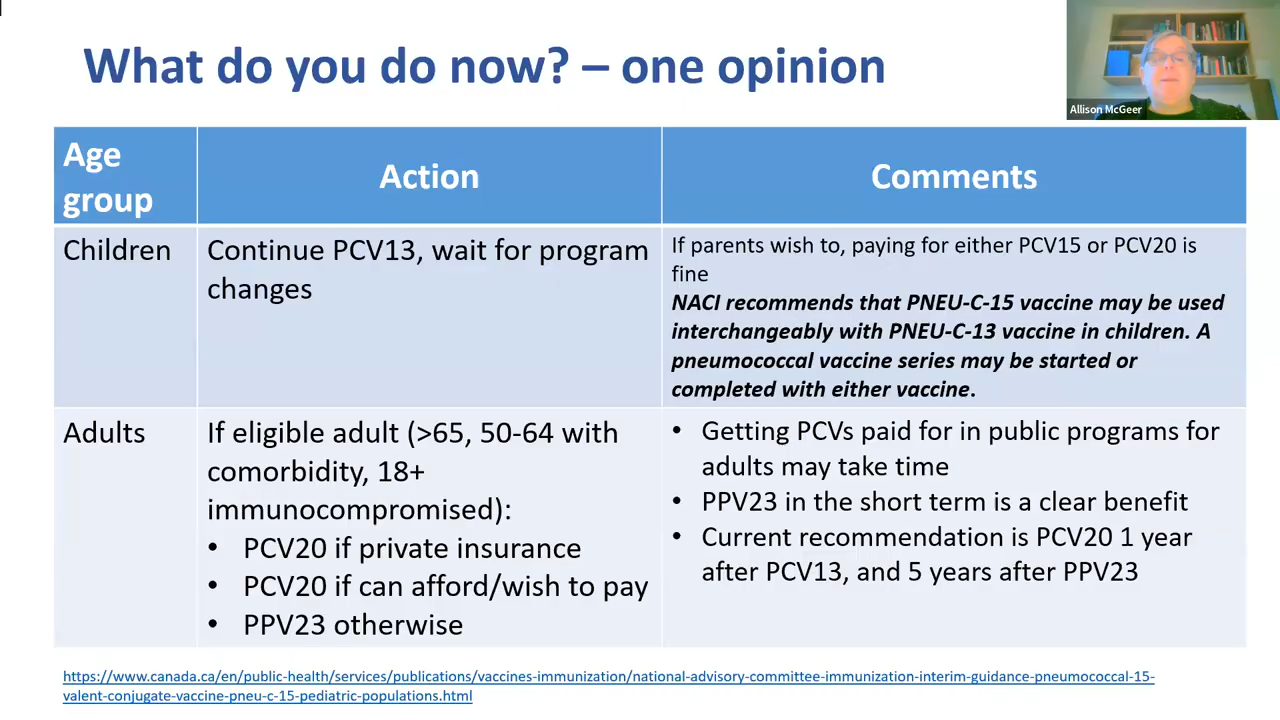 What do you do now? – one opinion
Allison McGeer
Age
group
Action
Comments
Children
Continue PCV13, wait for program
changes
If parents wish to, paying for either PCV15 or PCV20 is
fine
NACI recommends that PNEU-C-15 vaccine may be used
interchangeably with PNEU-C-13 vaccine in children. A
pneumococcal vaccine series may be started or
completed with either vaccine.
Adults
If eligible adult (>65, 50-64 with
comorbidity, 18+
immunocompromised):
• PCV20 if private insurance
• PCV20 if can afford/wish to pay
• PPV23 otherwise
• Getting PCVs paid for in public programs for
adults may take time
• PPV23 in the short term is a clear benefit
• Current recommendation is PCV20 1 year
after PCV13, and 5 years after PPV23
https://www.canada.ca/en/public-health/services/publications/vaccines-immunization/national-advisory-committee-immunization-interim-guidance-pneumococcal-15-
valent-conjugate-vaccine-pneu-c-15-pediatric-populations.html